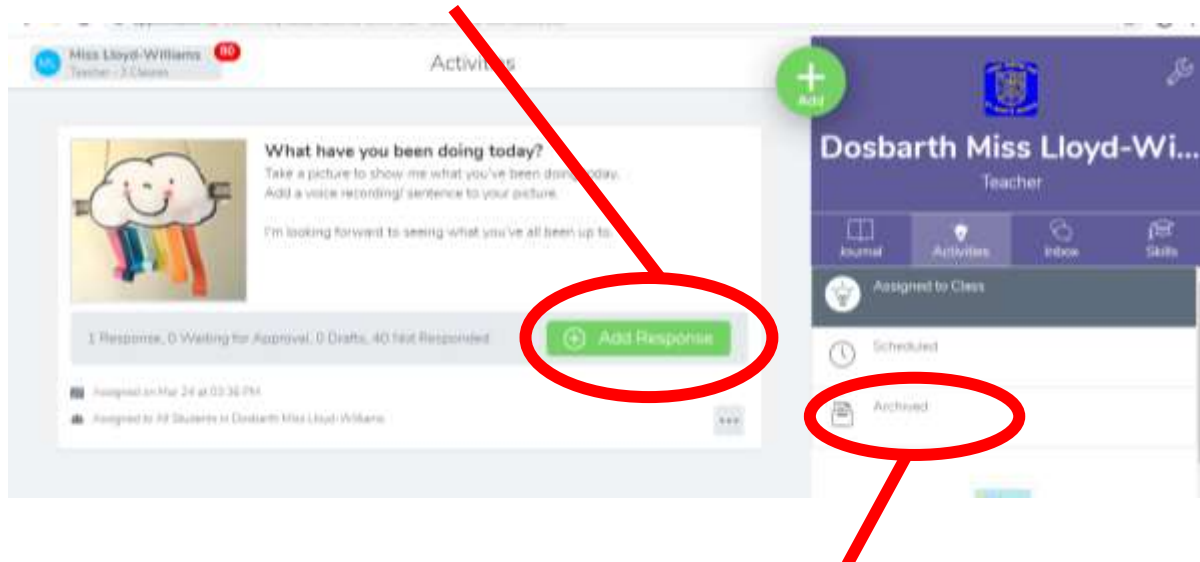 Miss Lloyd-Williams
Teacher - 3 Classes
Activities
Add
What have you been doing today?
Take a picture to show me what you've been doing today.
Add a voice recording/ sentence to your picture.
I'm looking forward to seeing what you've all been up to.
1 Response, 0 Waiting for Approval, 0 Drafts, 40 Not Responded
Add Response
Assigned on Mar 24 at 03:36 PM
Assigned to All Students in Dosbarth Miss Lloyd-Williams
Dosbarth Miss Lloyd-Wi...
Teacher
Journal
Activities
Inbox
Skills
Assigned to Class
Scheduled
Archived